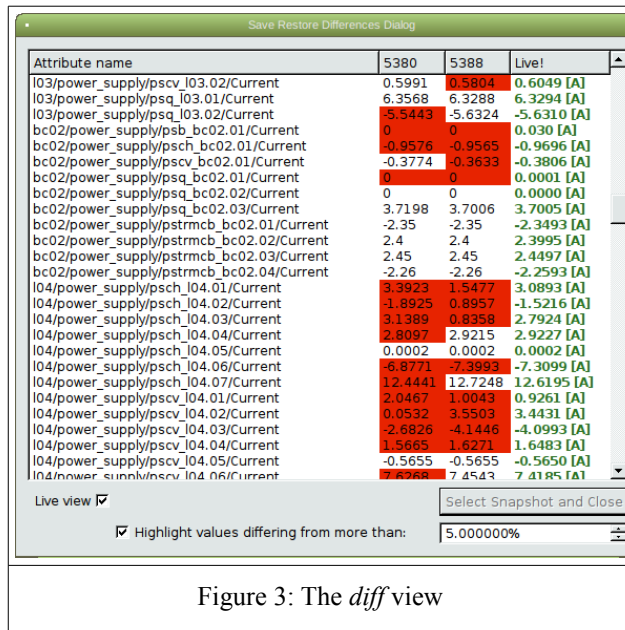 Save Restore Differences Dialog
Attribute name 5380 5388 Live!
l03/power_supply/pscv_l03.02/Current 0.5991 0.5804 0.6049 [A]
l03/power_supply/psq_l03.01/Current 6.3568 6.3288 6.3294 [A]
l03/power_supply/psq_l03.02/Current -5.5443 -5.6324 -5.6310 [A]
bc02/power_supply/psb_bc02.01/Current 0 0 0.030 [A]
bc02/power_supply/psch_bc02.01/Current -0.9576 -0.9565 -0.9696 [A]
bc02/power_supply/pscv_bc02.01/Current -0.3774 -0.3633 -0.3806 [A]
bc02/power_supply/psq_bc02.01/Current 0 0 0.0001 [A]
bc02/power_supply/psq_bc02.02/Current 0 0 0.0000 [A]
bc02/power_supply/psq_bc02.03/Current 3.7198 3.7006 3.7005 [A]
bc02/power_supply/pstrmcb_bc02.01/Current -2.35 -2.35 -2.3493 [A]
bc02/power_supply/pstrmcb_bc02.02/Current 2.4 2.4 2.3995 [A]
bc02/power_supply/pstrmcb_bc02.03/Current 2.45 2.45 2.4497 [A]
bc02/power_supply/pstrmcb_bc02.04/Current -2.26 -2.26 -2.2593 [A]
l04/power_supply/psch_l04.01/Current 3.3923 1.5477 3.0893 [A]
l04/power_supply/psch_l04.02/Current -1.8925 0.8957 -1.5216 [A]
l04/power_supply/psch_l04.03/Current 3.1389 0.8358 2.7924 [A]
l04/power_supply/psch_l04.04/Current 2.8097 2.9215 2.9227 [A]
l04/power_supply/psch_l04.05/Current 0.0002 0.0002 0.0002 [A]
l04/power_supply/psch_l04.06/Current -6.8771 -7.3993 -7.3099 [A]
l04/power_supply/psch_l04.07/Current 12.4441 12.7248 12.6195 [A]
l04/power_supply/pscv_l04.01/Current 2.0467 1.0043 0.9261 [A]
l04/power_supply/pscv_l04.02/Current 0.0532 3.5503 3.4431 [A]
l04/power_supply/pscv_l04.03/Current -2.6826 -4.1446 -4.0993 [A]
l04/power_supply/pscv_l04.04/Current 1.5665 1.6271 1.6483 [A]
l04/power_supply/pscv_l04.05/Current -0.5655 -0.5655 -0.5650 [A]
l04/power_supply/pscv_l04.06/Current 7.6268 7.4543 7.4185 [A]
Live view
Select Snapshot and Close
Highlight values differing from more than: 5.000000%
Figure 3: The diff view